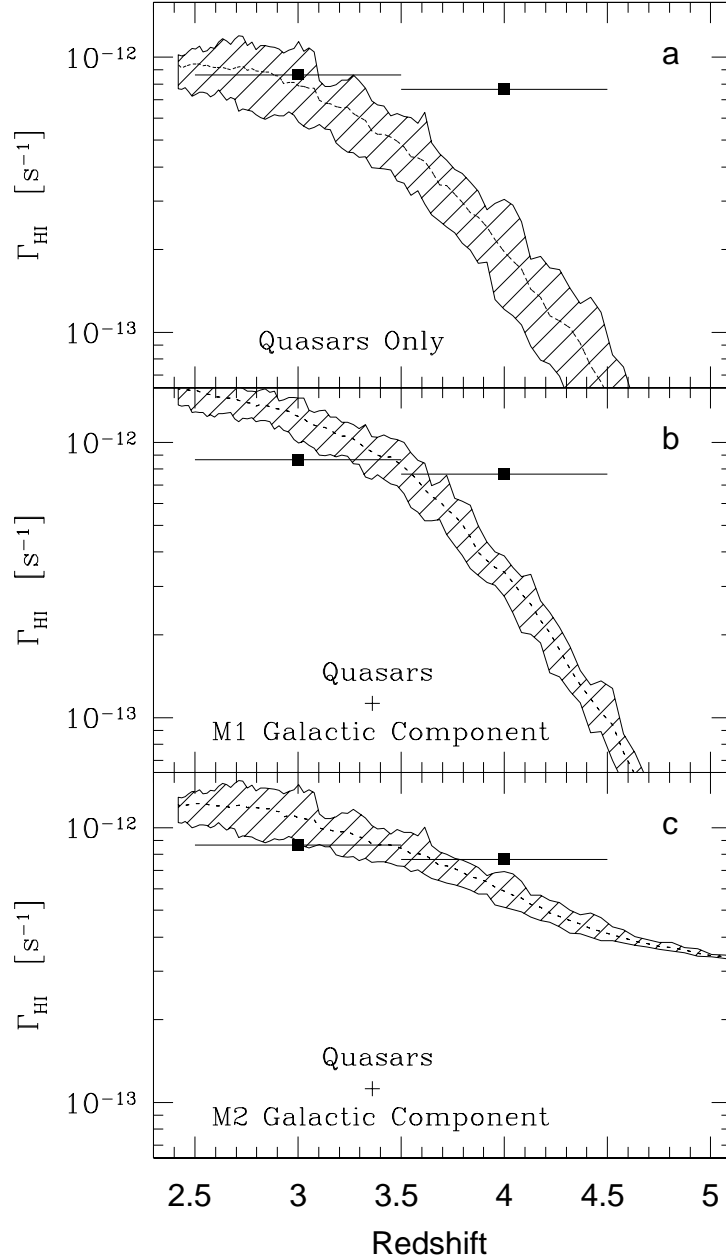 a
10⁻¹²
Γ_HI [s⁻¹]
10⁻¹³
Quasars Only
b
10⁻¹²
Γ_HI [s⁻¹]
10⁻¹³
Quasars
+
M1 Galactic Component
c
10⁻¹²
Γ_HI [s⁻¹]
10⁻¹³
Quasars
+
M2 Galactic Component
2.5 3 3.5 4 4.5 5
Redshift